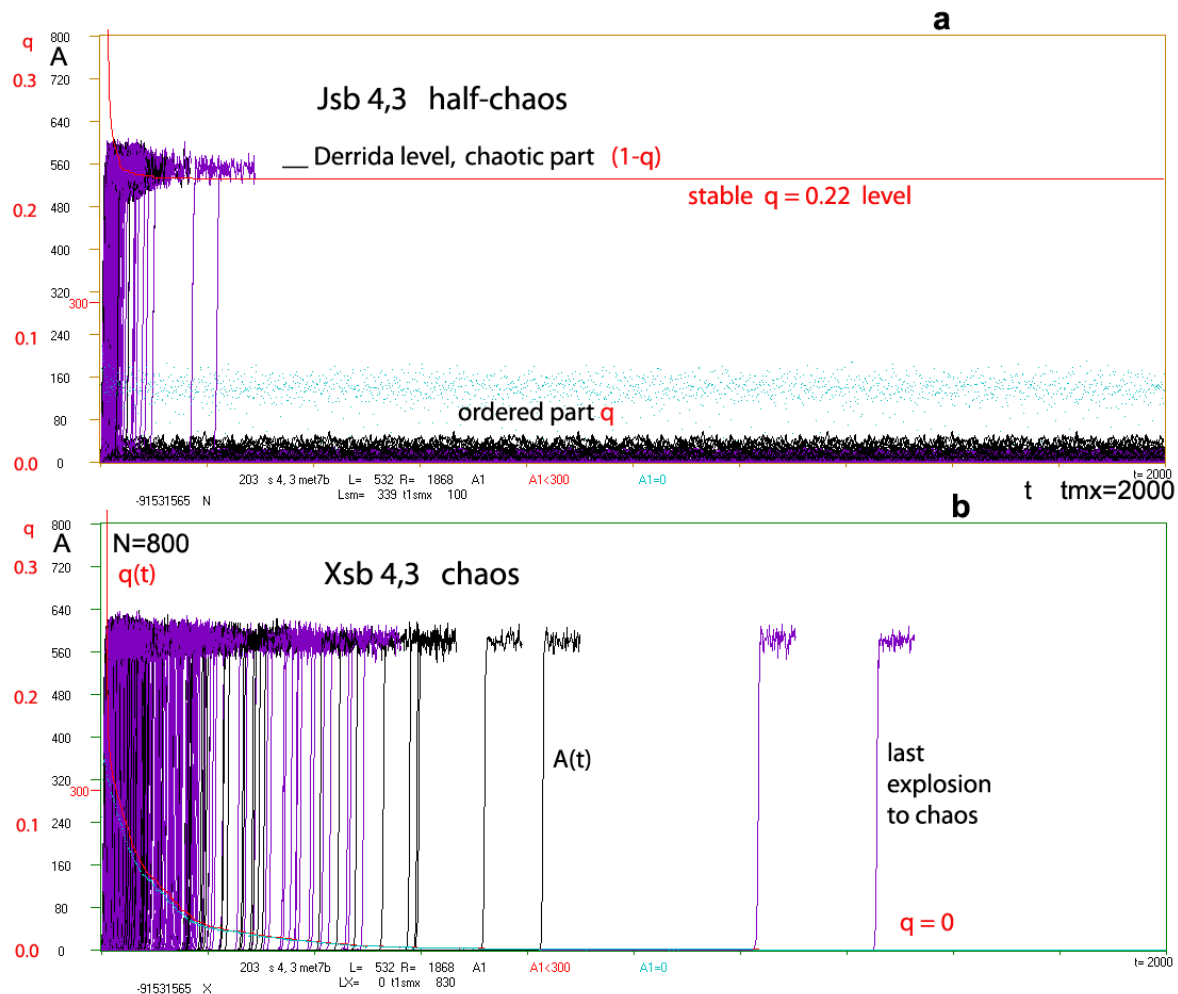 a
q
A
800
0.3
720
Jsb 4,3 half-chaos
640
__ Derrida level, chaotic part (1-q)
560
stable q = 0.22 level
0.2
480
400
320
300
0.1
240
160
ordered part q
80
0.0
0
t= 2000
203 s 4, 3 met7b L= 532 R= 1868 A1 A1<300 A1=0
Lsm= 339 t1smx 100
-91531565 N
t tmx=2000
b
q
A
800
N=800
0.3
q(t)
720
Xsb 4,3 chaos
640
560
0.2
480
400
320
300
A(t)
last
explosion
to chaos
0.1
240
160
80
q = 0
0.0
0
t= 2000
203 s 4, 3 met7b L= 532 R= 1868 A1 A1<300 A1=0
LX= 0 t1smx 830
-91531565 X